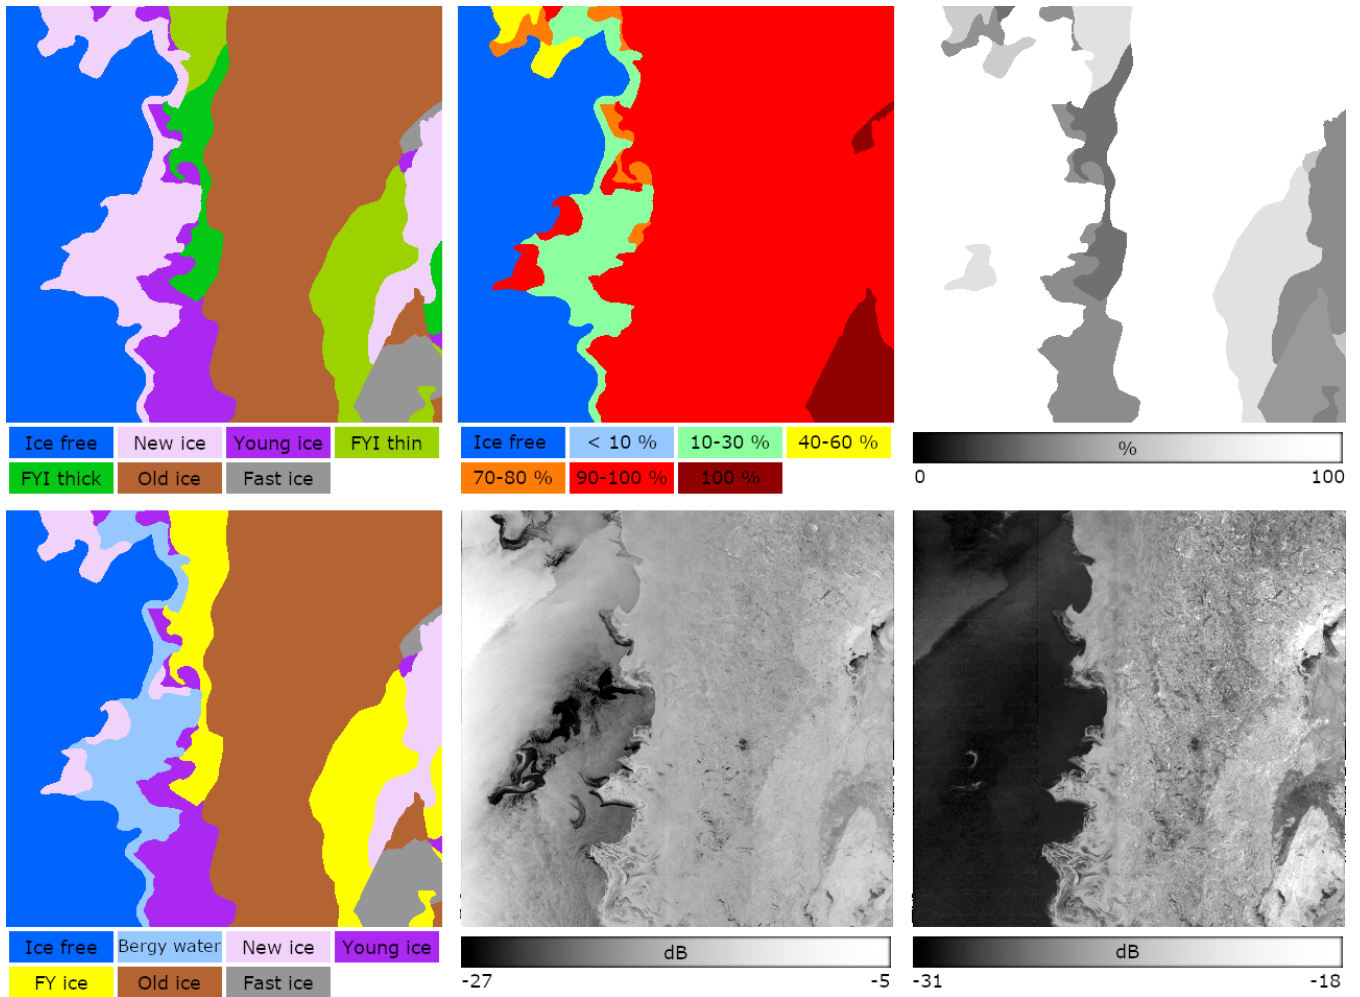 Ice free New ice Young ice FYI thin
FYI thick Old ice Fast ice
Ice free < 10 % 10-30 % 40-60 %
70-80 % 90-100 % 100 %
%
0 100
Ice free Bergy water New ice Young ice
FY ice Old ice Fast ice
dB
-27 -5
dB
-31 -18